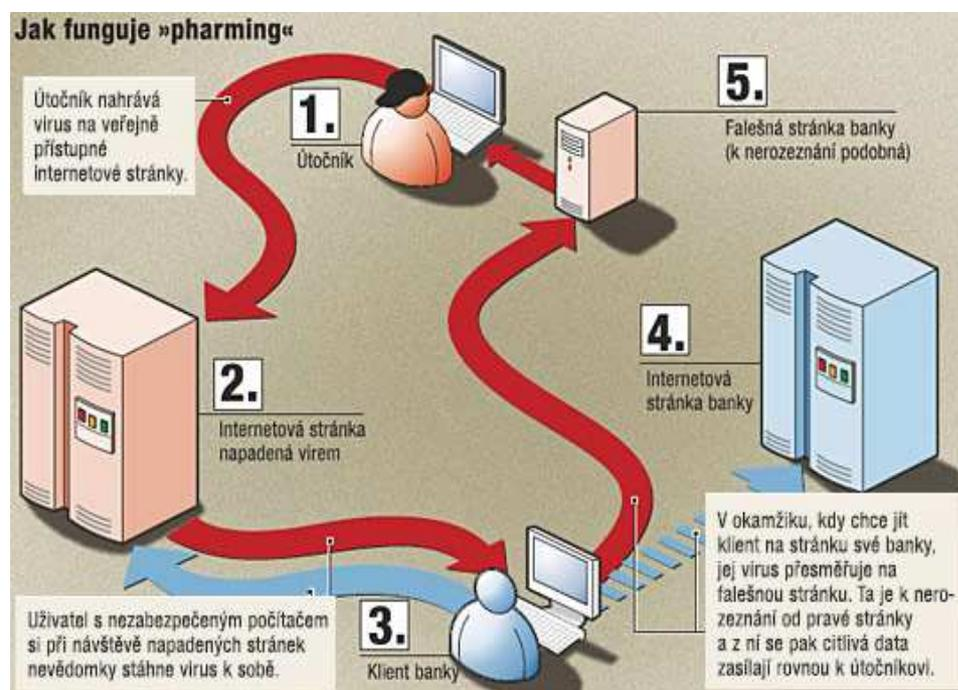 Jak funguje »pharming«
Útočník nahrává
virus na veřejně
přístupné
internetové stránky.
1.
Útočník
5.
Falešná stránka banky
(k nerozeznání podobná)
2.
Internetová stránka
napadená virem
4.
Internetová
stránka banky
Uživatel s nezabezpečeným počítačem
si při návštěvě napadených stránek
nevědomky stáhne virus k sobě.
3.
Klient banky
V okamžiku, kdy chce jít
klient na stránku své banky,
jej virus přesměřuje na
falešnou stránku. Ta je k nero-
zeznání od pravé stránky
a z ní se pak citlivá data
zasílají rovnou k útočníkovi.